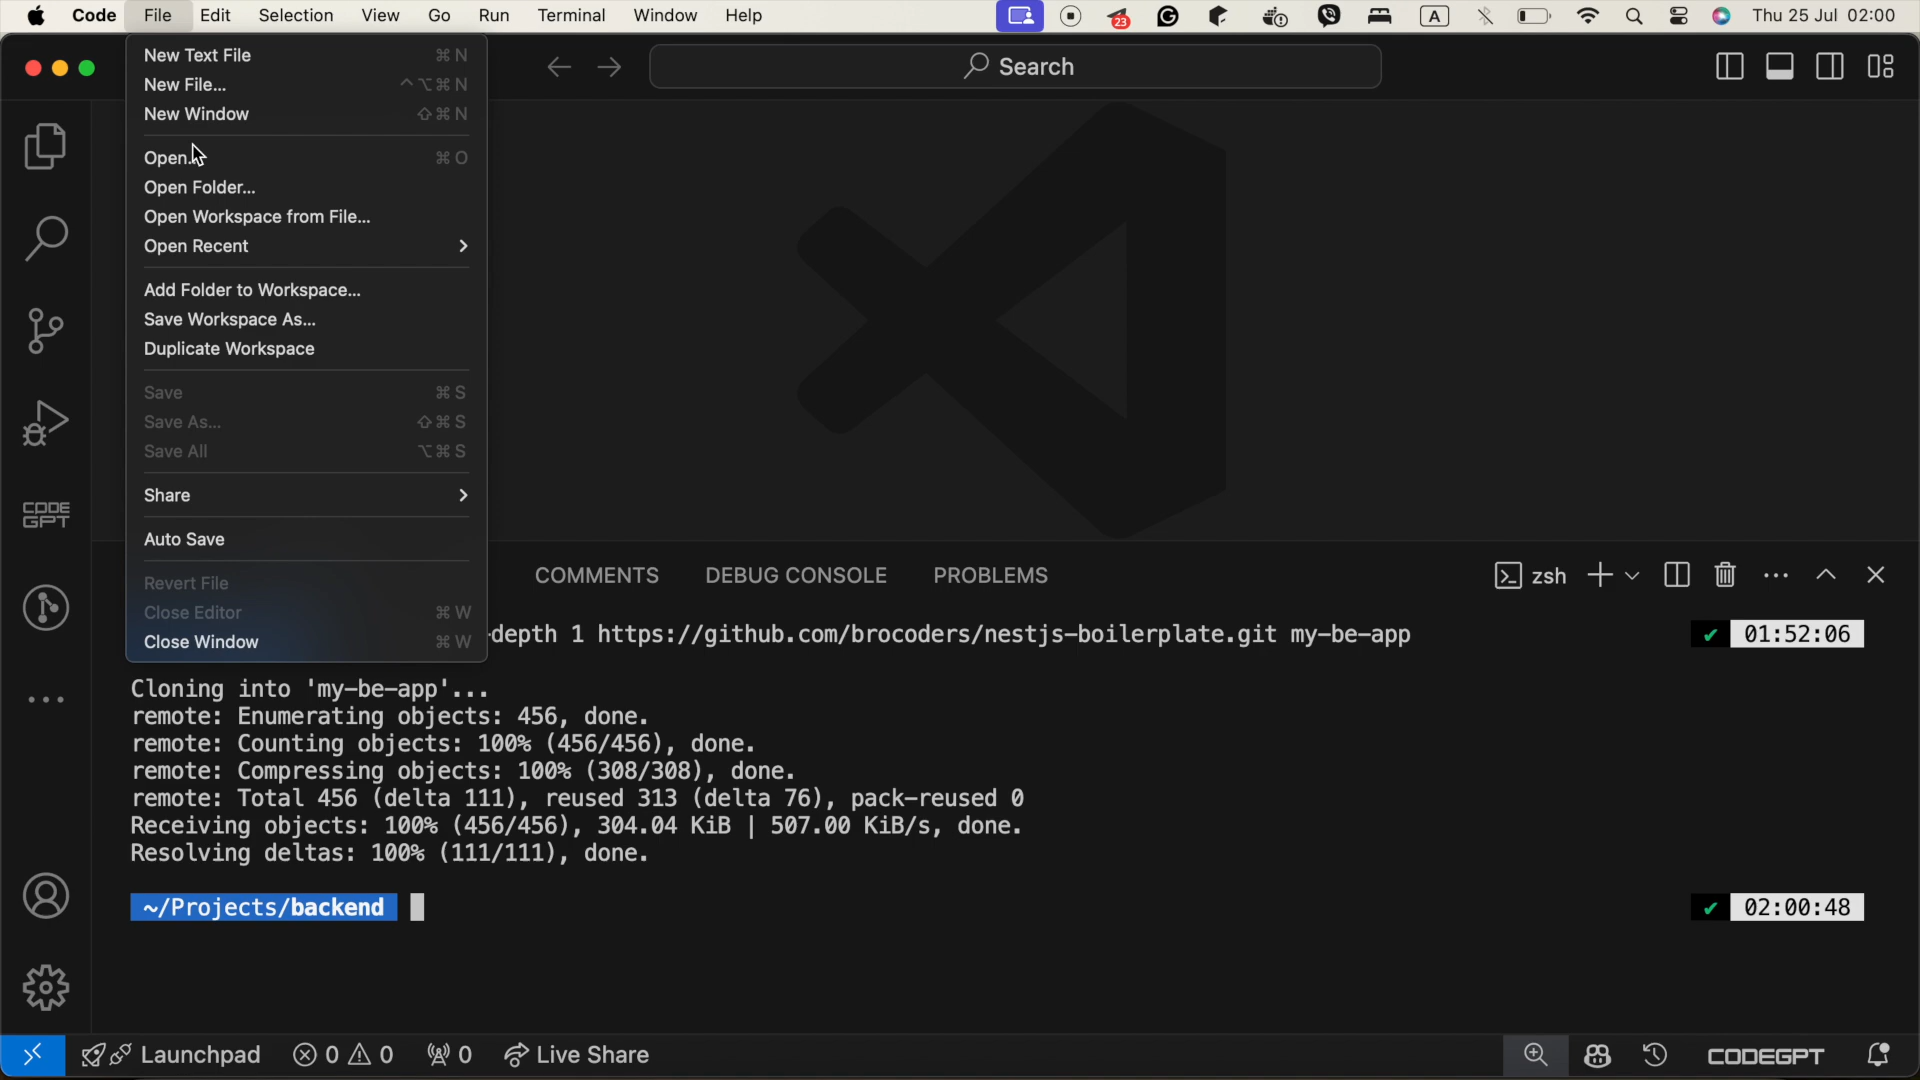 Code File Edit Selection View Go Run Terminal Window Help 23 A Thu 25 Jul 02:00
Search
New Text File ⌘ N
New File... ⌃⌥⌘ N
New Window ⇧⌘ N
Open... ⌘ O
Open Folder...
Open Workspace from File...
Open Recent
Add Folder to Workspace...
Save Workspace As...
Duplicate Workspace
Save ⌘ S
Save As... ⇧⌘ S
Save All ⌥⌘ S
Share
Auto Save
Revert File
Close Editor ⌘ W
Close Window ⌘ W
CODE
GPT
COMMENTS DEBUG CONSOLE PROBLEMS zsh
-depth 1 https://github.com/brocoders/nestjs-boilerplate.git my-be-app ✔ 01:52:06
Cloning into 'my-be-app'...
remote: Enumerating objects: 456, done.
remote: Counting objects: 100% (456/456), done.
remote: Compressing objects: 100% (308/308), done.
remote: Total 456 (delta 111), reused 313 (delta 76), pack-reused 0
Receiving objects: 100% (456/456), 304.04 KiB | 507.00 KiB/s, done.
Resolving deltas: 100% (111/111), done.
~/Projects/backend ✔ 02:00:48
Launchpad 0 0 0 Live Share CODEGPT